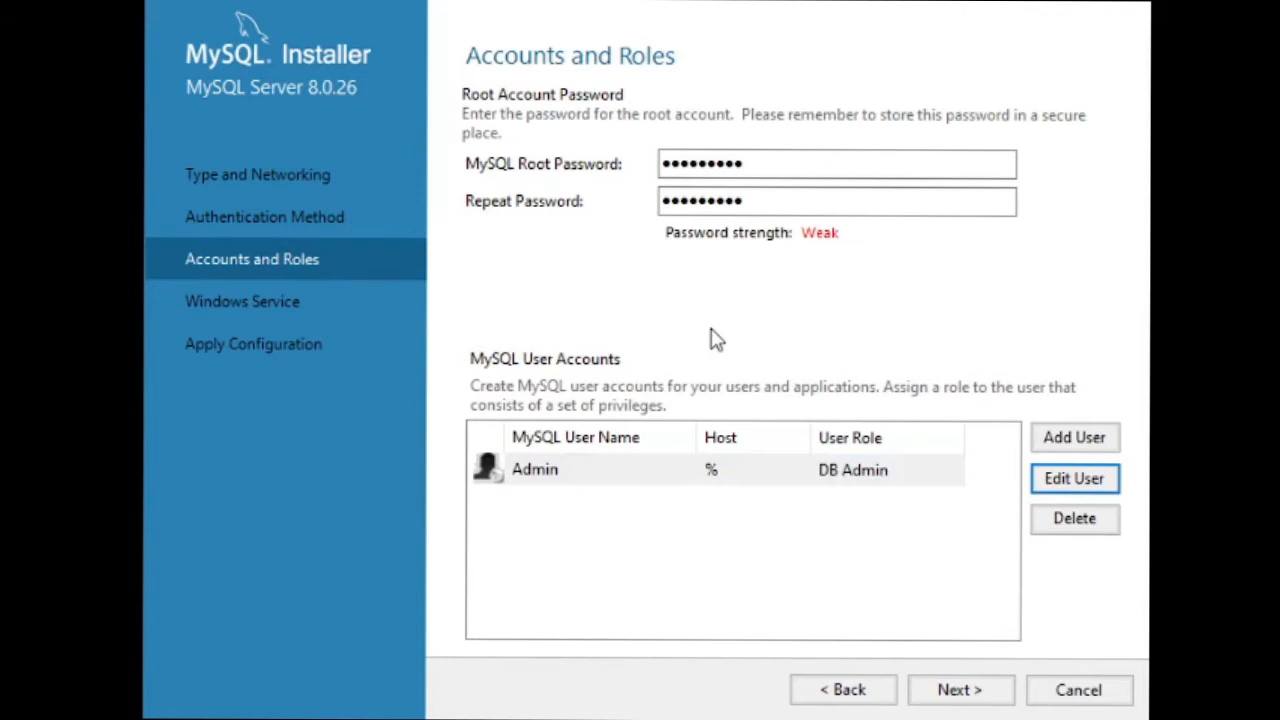 MySQL. Installer
MySQL Server 8.0.26
Type and Networking
Authentication Method
Accounts and Roles
Windows Service
Apply Configuration
Accounts and Roles
Root Account Password
Enter the password for the root account. Please remember to store this password in a secure
place.
MySQL Root Password: •••••••••
Repeat Password: •••••••••
Password strength: Weak
MySQL User Accounts
Create MySQL user accounts for your users and applications. Assign a role to the user that
consists of a set of privileges.
MySQL User Name Host User Role
Admin % DB Admin
Add User
Edit User
Delete
< Back Next > Cancel